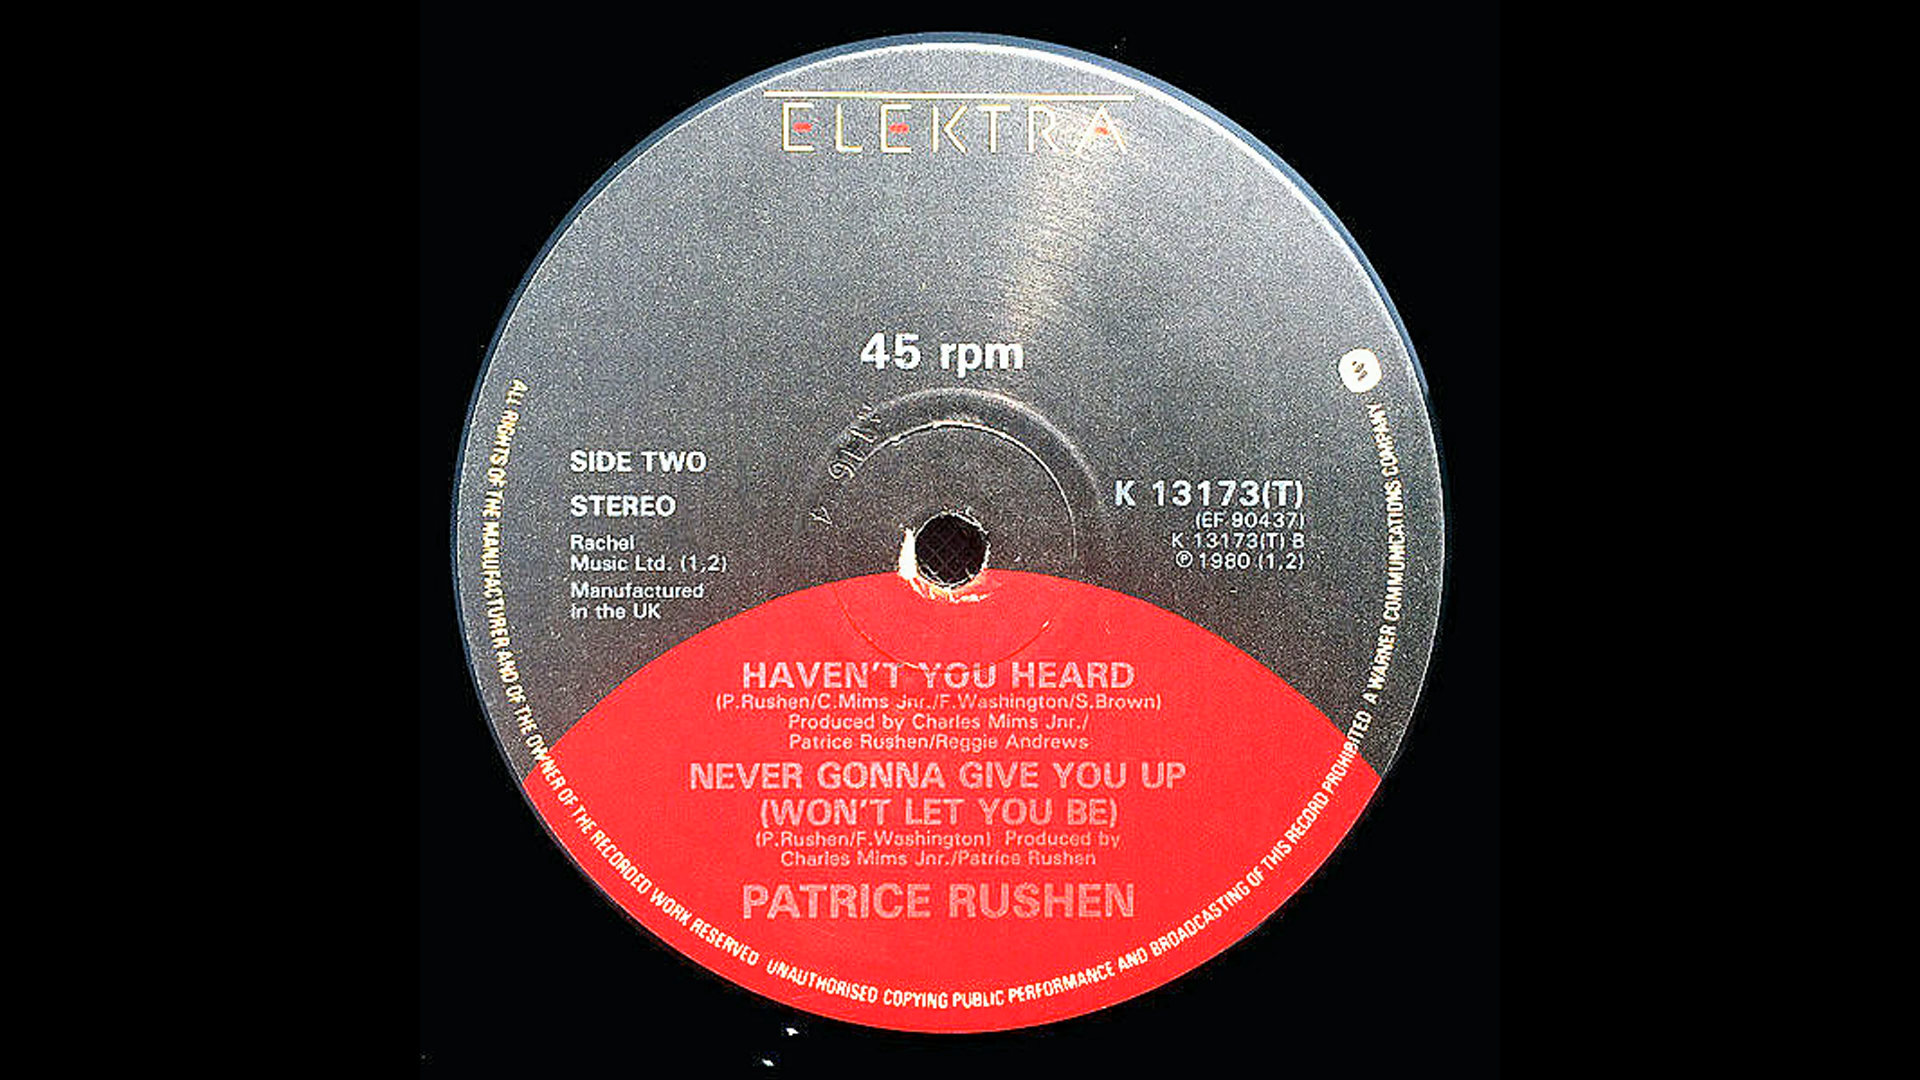 ELEKTRA
45 rpm
SIDE TWO
STEREO
Rachel
Music Ltd. (1,2)
Manufactured
in the UK
K 13173(T)
(EF 90437)
K 13173(T) B
℗ 1980 (1,2)
HAVEN'T YOU HEARD
(P.Rushen/C.Mims Jnr./F.Washington/S.Brown)
Produced by Charles Mims Jnr./
Patrice Rushen/Reggie Andrews
NEVER GONNA GIVE YOU UP
(WON'T LET YOU BE)
(P.Rushen/F.Washington) Produced by
Charles Mims Jnr./Patrice Rushen
PATRICE RUSHEN
ALL RIGHTS OF THE MANUFACTURER AND OF THE OWNER OF THE RECORDED WORK RESERVED UNAUTHORISED COPYING PUBLIC PERFORMANCE AND BROADCASTING OF THIS RECORD PROHIBITED A WARNER COMMUNICATIONS COMPANY